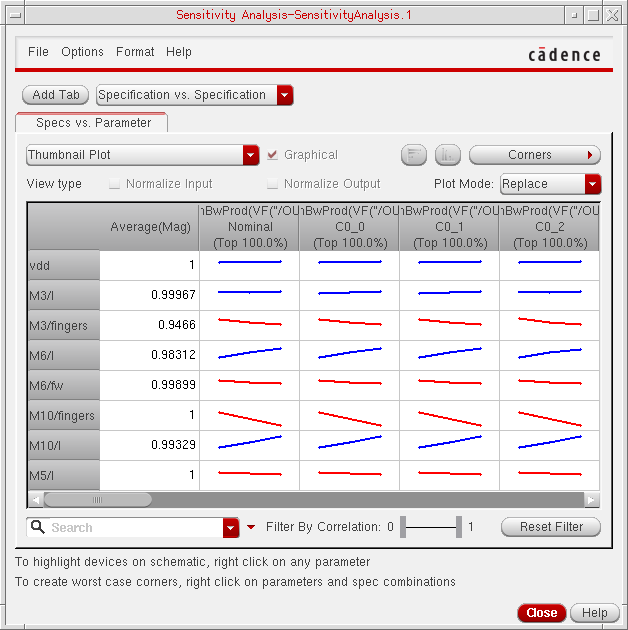 Sensitivity Analysis-SensitivityAnalysis.1
File Options Format Help
cādence
Add Tab Specification vs. Specification
Specs vs. Parameter
Thumbnail Plot Graphical Corners
View type Normalize Input Normalize Output Plot Mode: Replace
Average(Mag)
BwProd(VF("/OU BwProd(VF("/OU BwProd(VF("/OU BwProd(VF("/OU
Nominal C0_0 C0_1 C0_2
(Top 100.0%) (Top 100.0%) (Top 100.0%) (Top 100.0%)
vdd 1
M3/l 0.99967
M3/fingers 0.9466
M6/l 0.98312
M6/fw 0.99899
M10/fingers 1
M10/l 0.99329
M5/l 1
Search Filter By Correlation: 0 1 Reset Filter
To highlight devices on schematic, right click on any parameter
To create worst case corners, right click on parameters and spec combinations
Close Help